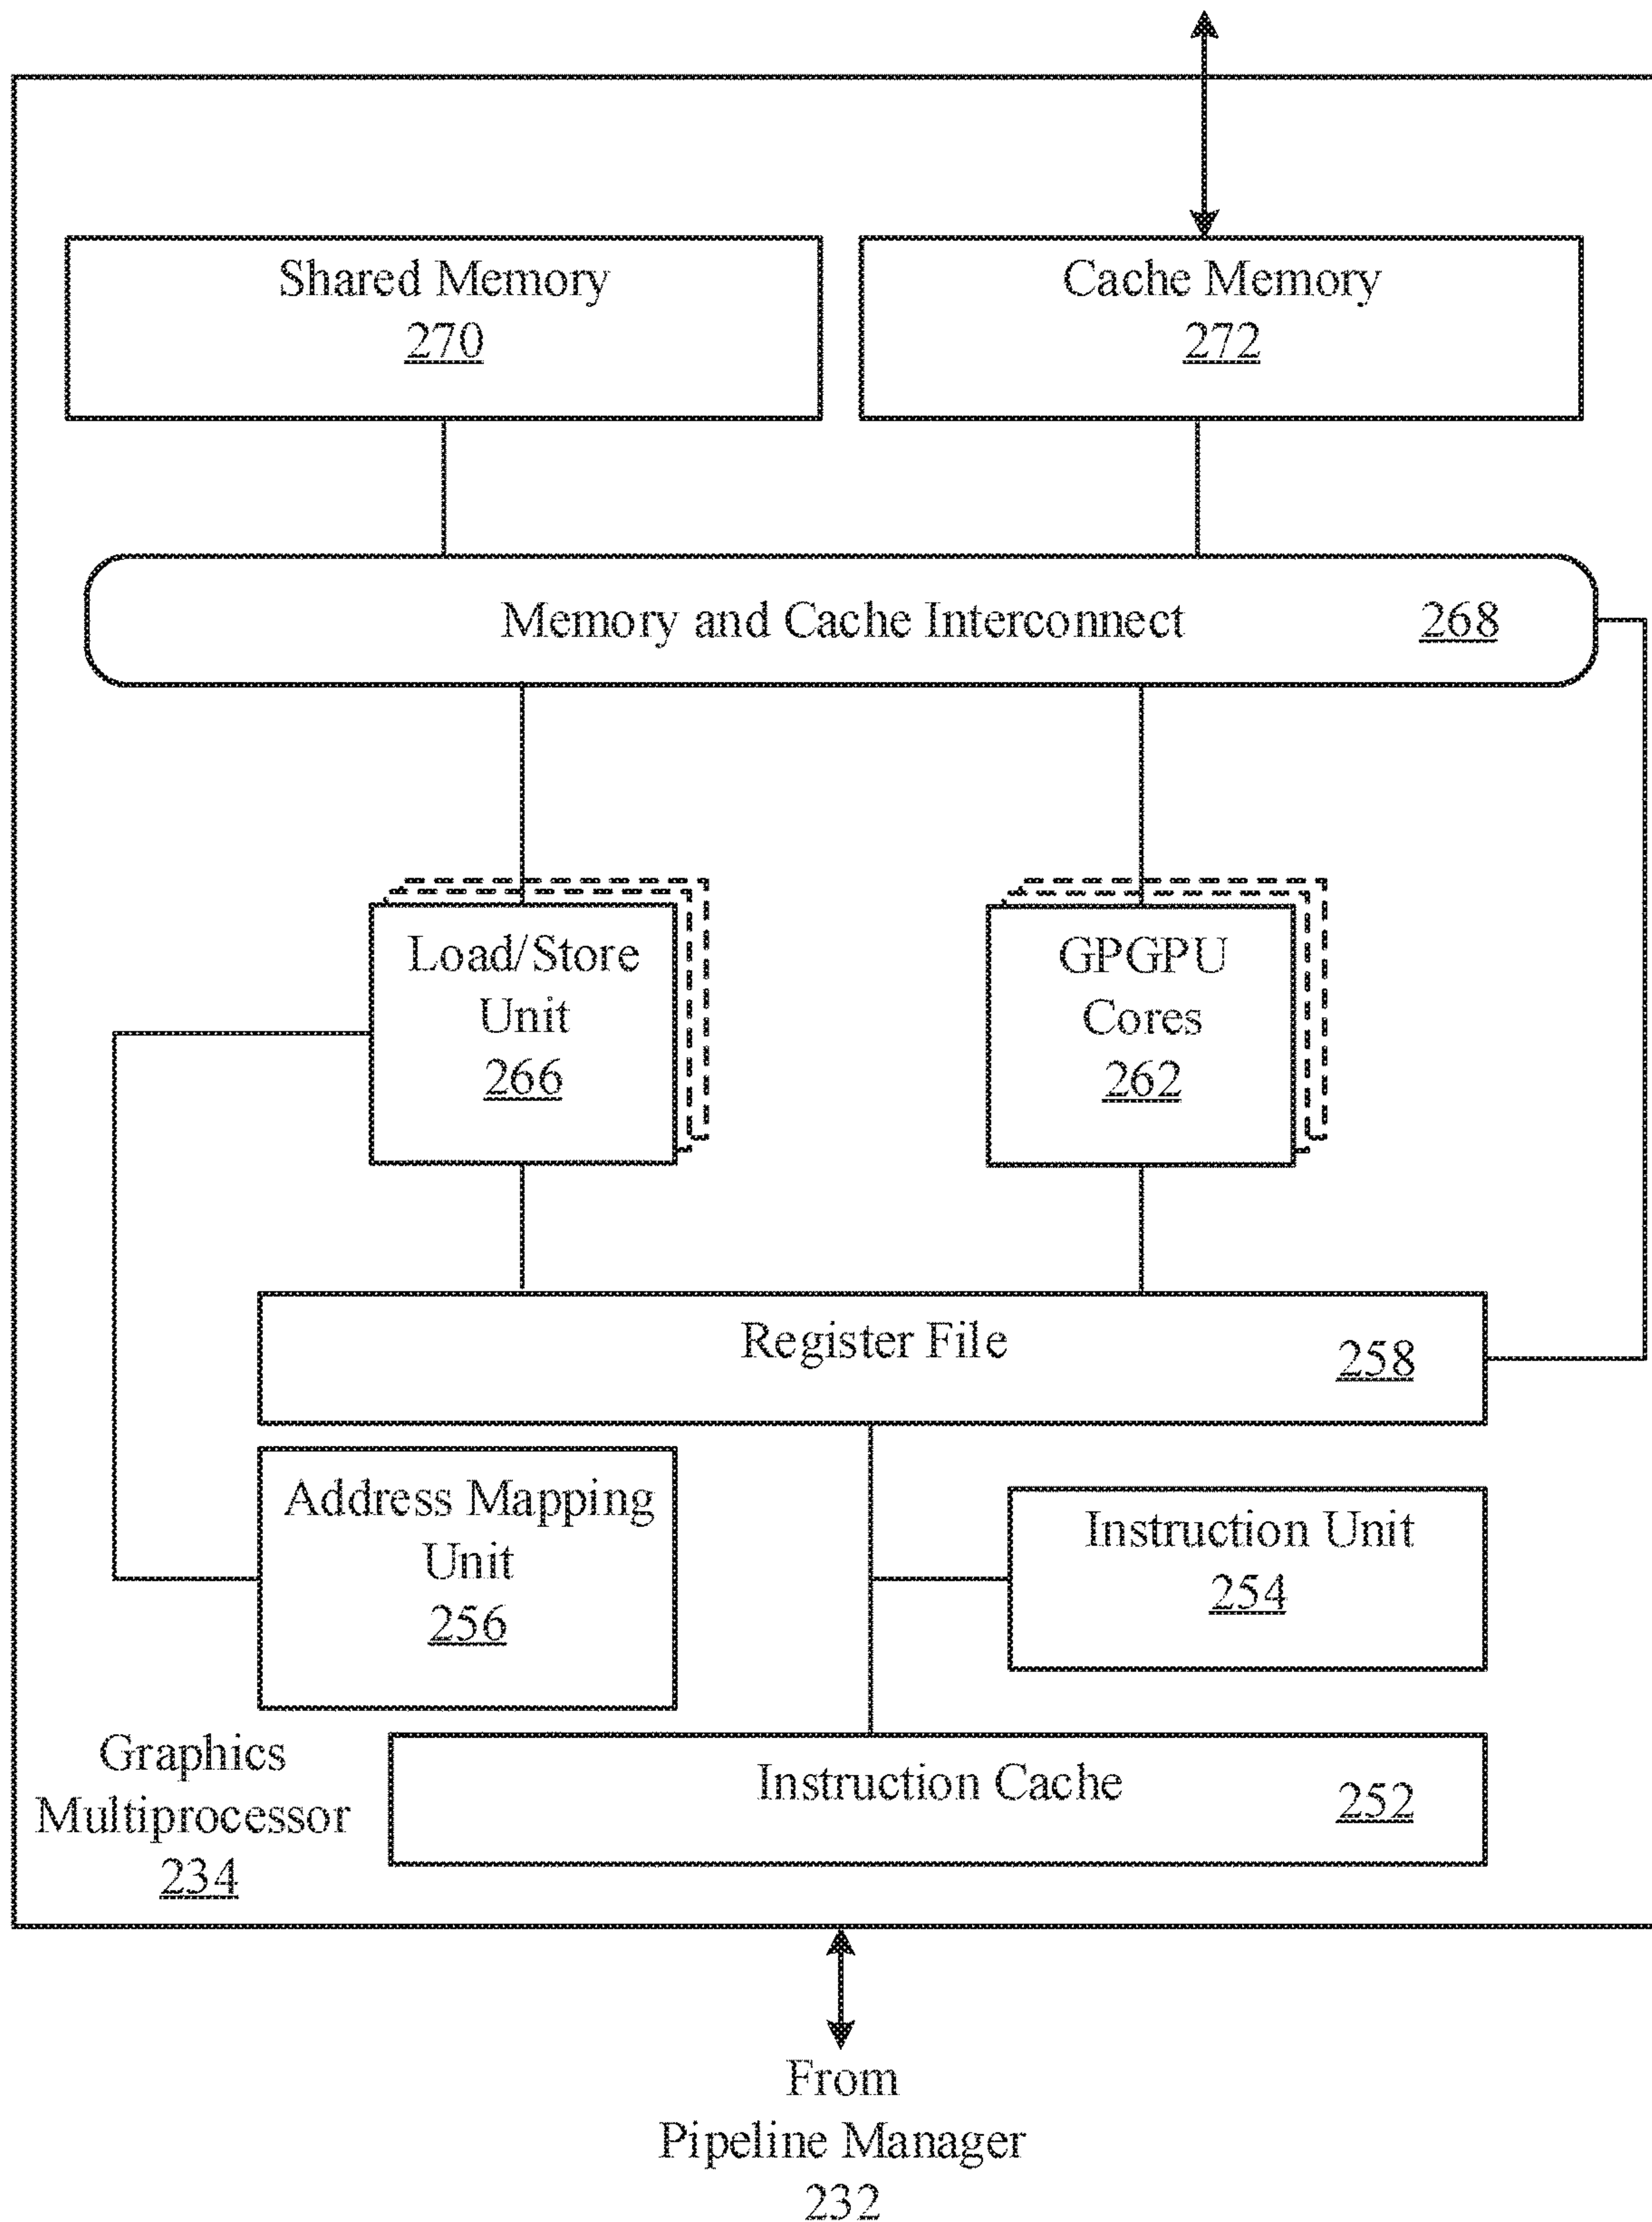 Shared Memory
270
Cache Memory
272
Memory and Cache Interconnect 268
Load/Store
Unit
266
GPGPU
Cores
262
Register File 258
Address Mapping
Unit
256
Instruction Unit
254
Graphics
Multiprocessor
234
Instruction Cache 252
From
Pipeline Manager
232